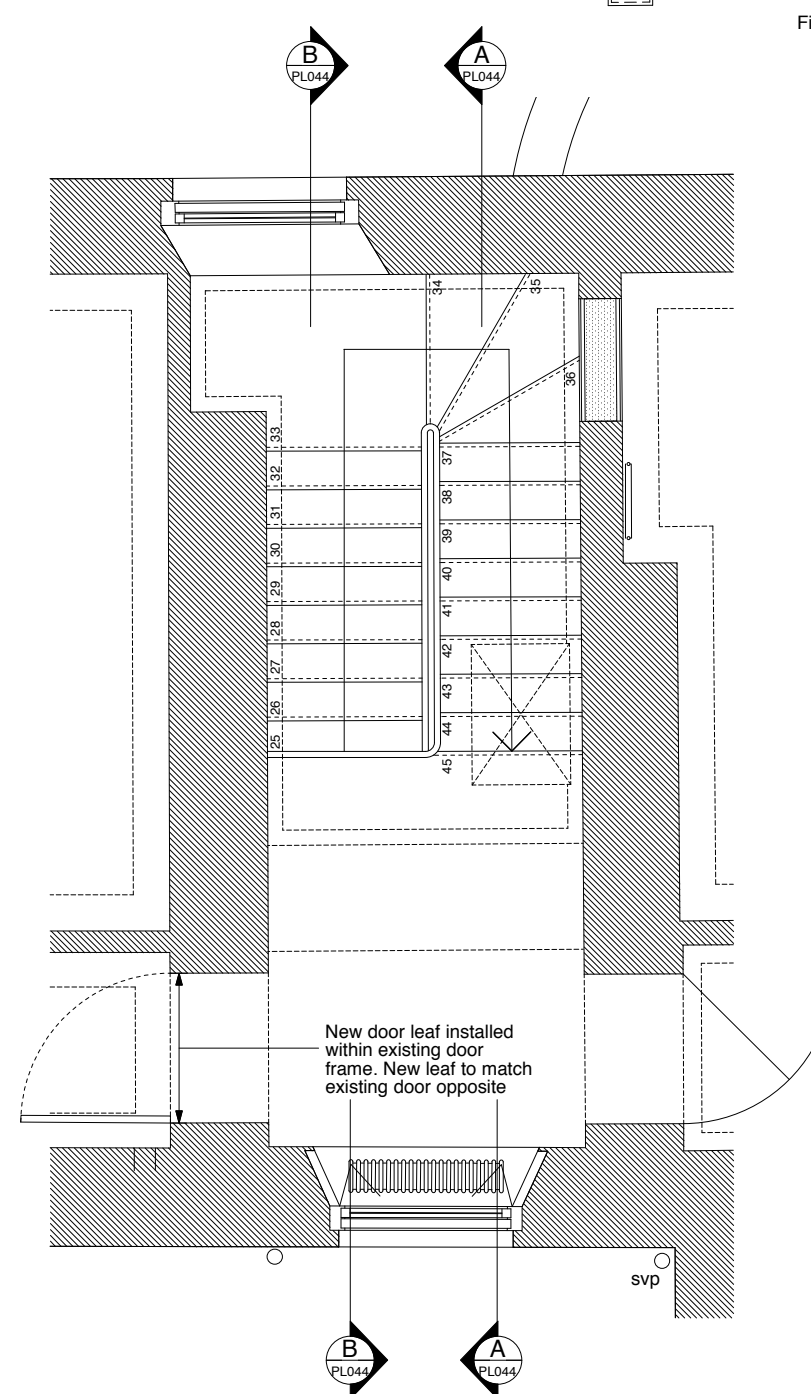 Fi
B
PL044
A
PL044
34
35
36
33
32
31
30
29
28
27
26
25
37
38
39
40
41
42
43
44
45
New door leaf installed
within existing door
frame. New leaf to match
existing door opposite
svp
B
PL044
A
PL044